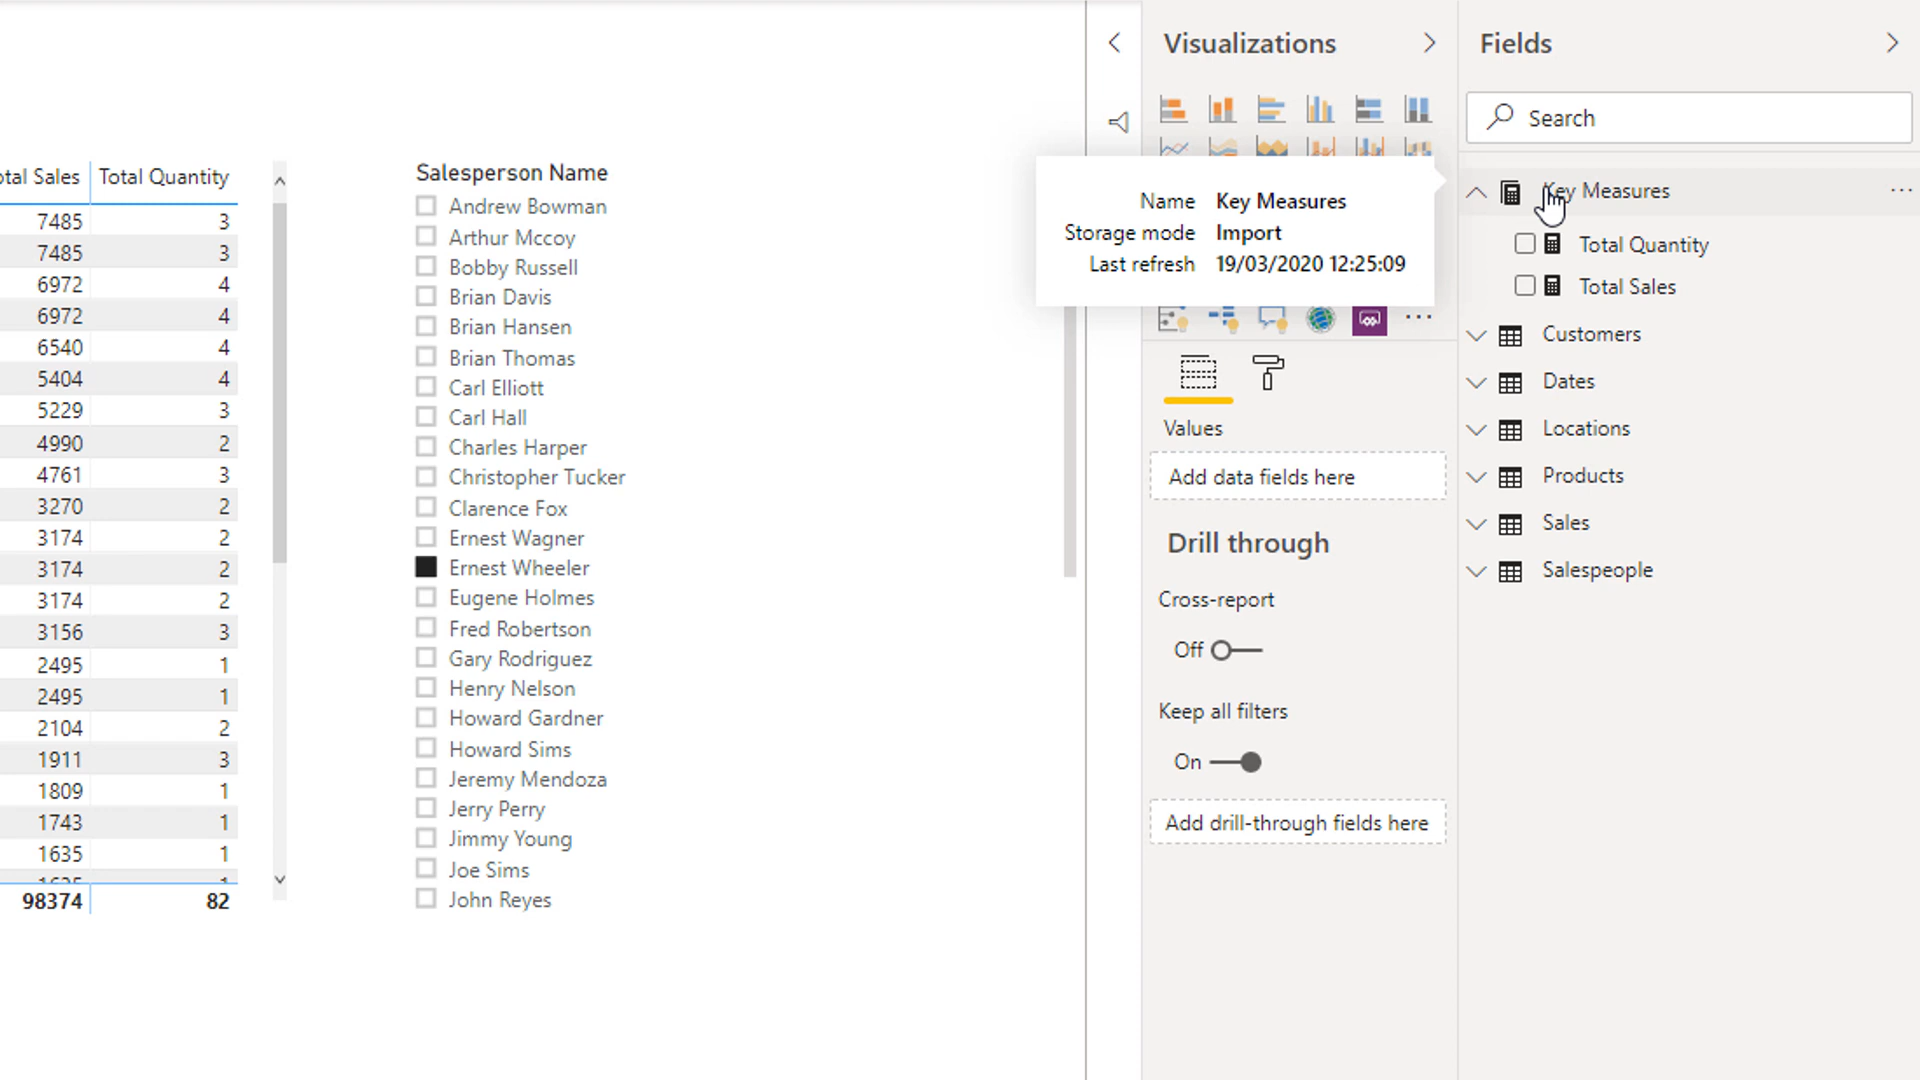 otal Sales Total Quantity
7485 3
7485 3
6972 4
6972 4
6540 4
5404 4
5229 3
4990 2
4761 3
3270 2
3174 2
3174 2
3174 2
3156 3
2495 1
2495 1
2104 2
1911 3
1809 1
1743 1
1635 1
1635 1
98374 82
Salesperson Name
Andrew Bowman
Arthur Mccoy
Bobby Russell
Brian Davis
Brian Hansen
Brian Thomas
Carl Elliott
Carl Hall
Charles Harper
Christopher Tucker
Clarence Fox
Ernest Wagner
Ernest Wheeler
Eugene Holmes
Fred Robertson
Gary Rodriguez
Henry Nelson
Howard Gardner
Howard Sims
Jeremy Mendoza
Jerry Perry
Jimmy Young
Joe Sims
John Reyes
Visualizations
Name Key Measures
Storage mode Import
Last refresh 19/03/2020 12:25:09
Values
Add data fields here
Drill through
Cross-report
Off
Keep all filters
On
Add drill-through fields here
Fields
Search
Key Measures
Total Quantity
Total Sales
Customers
Dates
Locations
Products
Sales
Salespeople